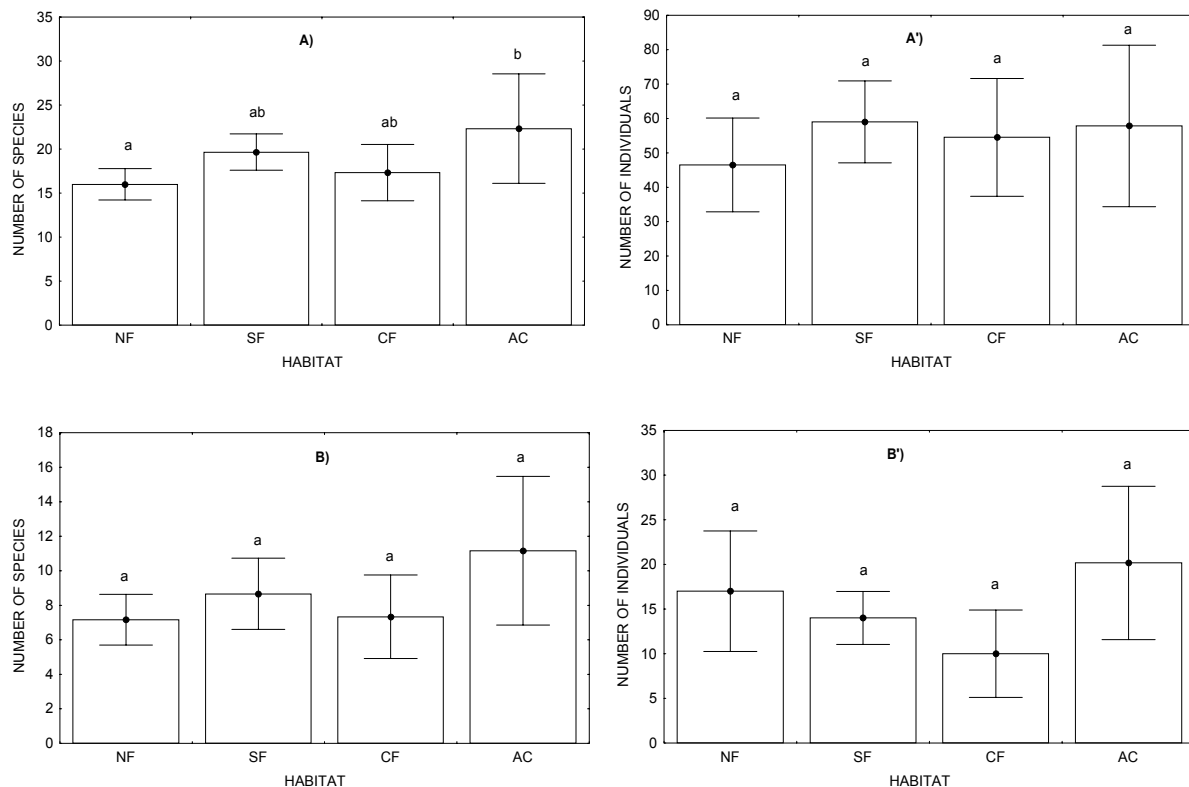 A)
NUMBER OF SPECIES
35
30
25
20
15
10
5
0
a
ab
ab
b
NF SF CF AC
HABITAT
A')
NUMBER OF INDIVIDUALS
90
80
70
60
50
40
30
20
10
0
a
a
a
a
NF SF CF AC
HABITAT
B)
NUMBER OF SPECIES
18
16
14
12
10
8
6
4
2
0
a
a
a
a
NF SF CF AC
HABITAT
B')
NUMBER OF INDIVIDUALS
35
30
25
20
15
10
5
0
a
a
a
a
NF SF CF AC
HABITAT